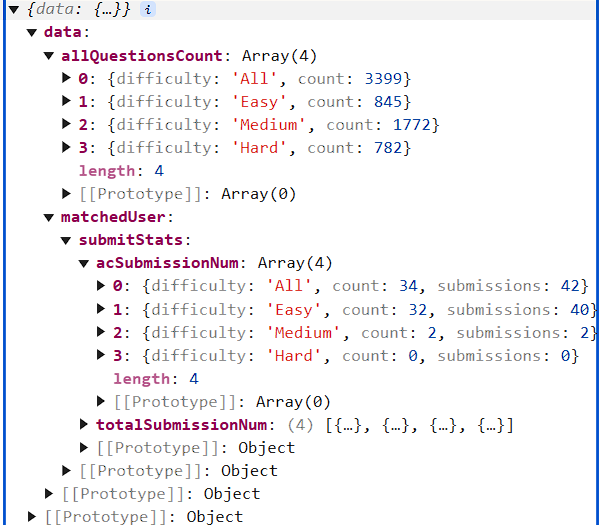 {data: {…}} i
data:
allQuestionsCount: Array(4)
0: {difficulty: 'All', count: 3399}
1: {difficulty: 'Easy', count: 845}
2: {difficulty: 'Medium', count: 1772}
3: {difficulty: 'Hard', count: 782}
length: 4
[[Prototype]]: Array(0)
matchedUser:
submitStats:
acSubmissionNum: Array(4)
0: {difficulty: 'All', count: 34, submissions: 42}
1: {difficulty: 'Easy', count: 32, submissions: 40}
2: {difficulty: 'Medium', count: 2, submissions: 2}
3: {difficulty: 'Hard', count: 0, submissions: 0}
length: 4
[[Prototype]]: Array(0)
totalSubmissionNum: (4) [{…}, {…}, {…}, {…}]
[[Prototype]]: Object
[[Prototype]]: Object
[[Prototype]]: Object
[[Prototype]]: Object